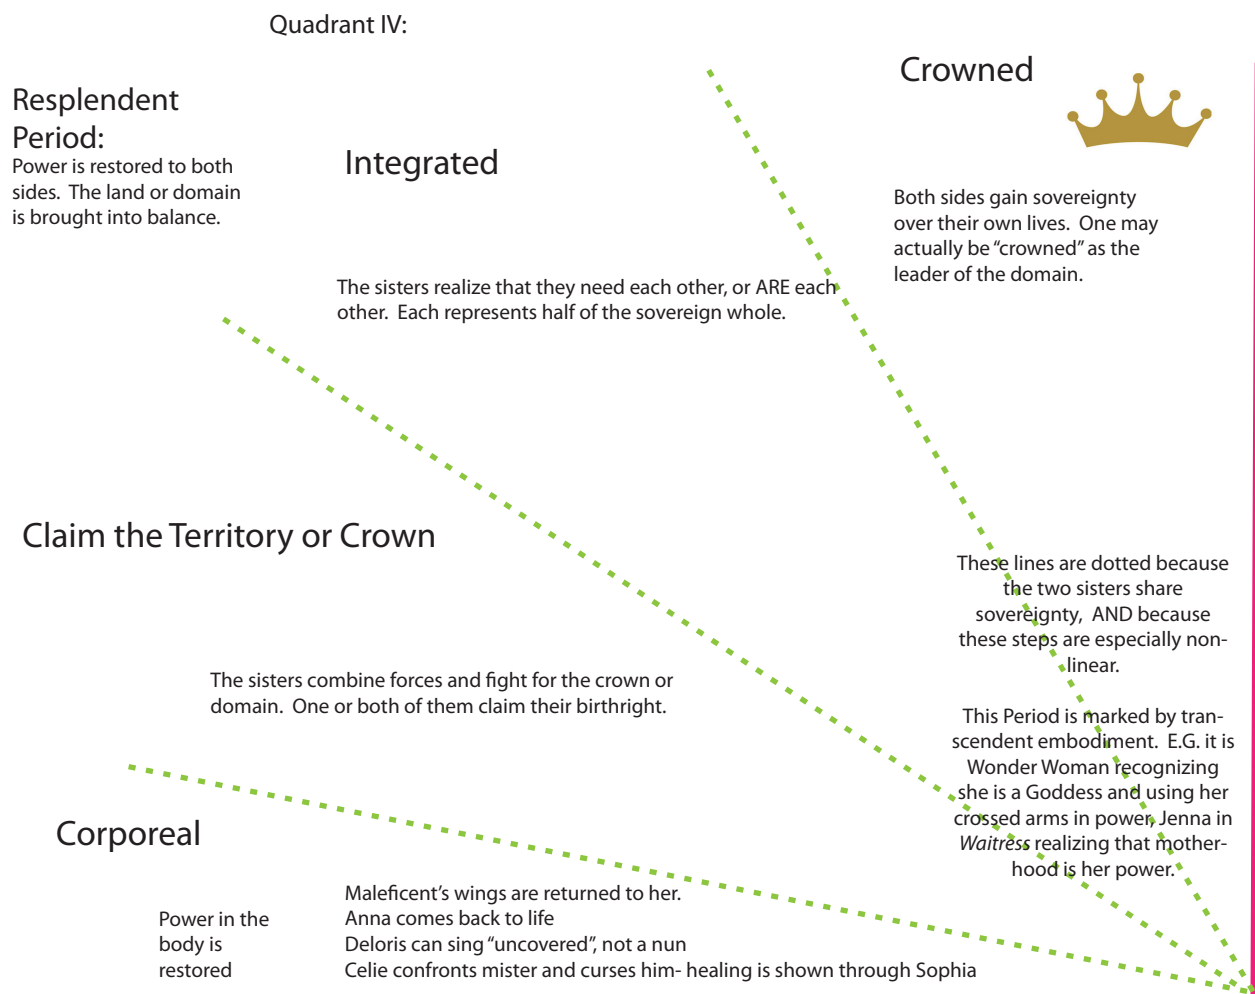 Quadrant IV:
Resplendent
Period:
Power is restored to both
sides.  The land or domain
is brought into balance.
Integrated
The sisters realize that they need each other, or ARE each
other.  Each represents half of the sovereign whole.
Crowned
Both sides gain sovereignty
over their own lives.  One may
actually be “crowned” as the
leader of the domain.
Claim the Territory or Crown
The sisters combine forces and fight for the crown or
domain.  One or both of them claim their birthright.
These lines are dotted because
the two sisters share
sovereignty,  AND because
these steps are especially non-
linear.
This Period is marked by tran-
scendent embodiment.  E.G. it is
Wonder Woman recognizing
she is a Goddess and using her
crossed arms in power, Jenna in
Waitress realizing that mother-
hood is her power.
Corporeal
Power in the
body is
restored
Maleficent’s wings are returned to her.
Anna comes back to life
Deloris can sing “uncovered”, not a nun
Celie confronts mister and curses him- healing is shown through Sophia